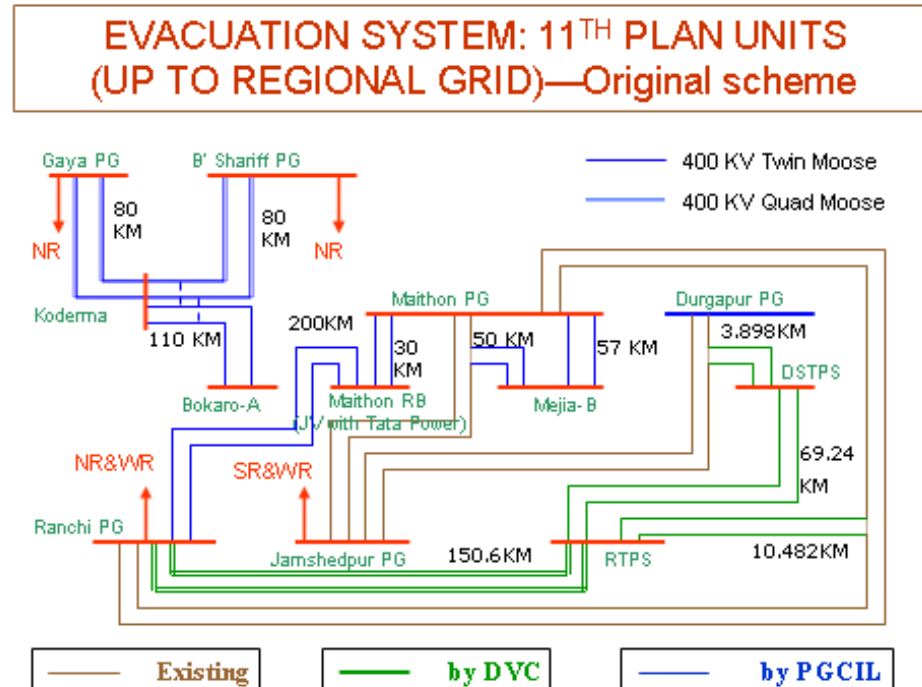 EVACUATION SYSTEM: 11TH PLAN UNITS
(UP TO REGIONAL GRID)—Original scheme
Gaya PG
B' Shariff PG
400 KV Twin Moose
400 KV Quad Moose
80
KM
80
KM
NR
NR
Koderma
Maithon PG
Durgapur PG
110 KM
200KM
30
KM
50 KM
57 KM
3.898KM
DSTPS
Bokaro-A
Maithon RB
(JV with Tata Power)
Mejia-B
NR&WR
SR&WR
69.24
KM
Ranchi PG
Jamshedpur PG
150.6KM
RTPS
10.482KM
Existing
by DVC
by PGCIL